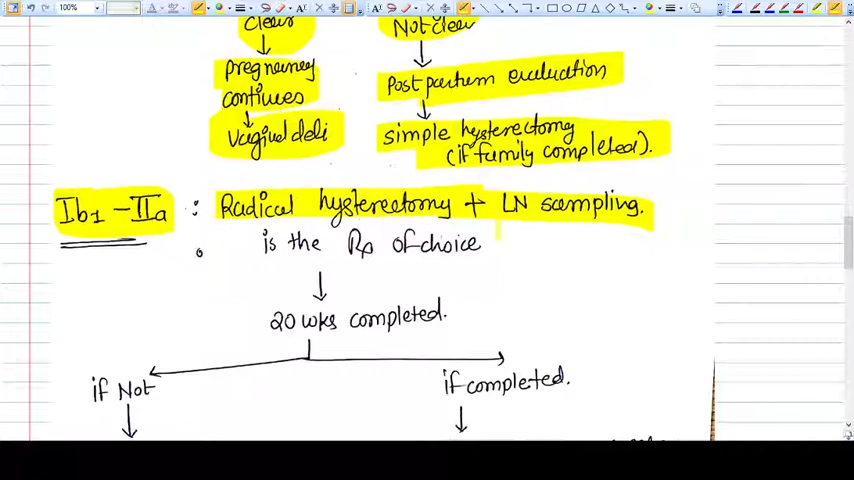 100%
Clear
Not clear
pregnancy
continues
Post partum evaluation
vaginal deli
simple hysterectomy
(if family completed).
Ib1 - IIa : Radical hysterectomy + LN sampling.
is the Rx of choice
20 wks completed.
if Not
if completed.